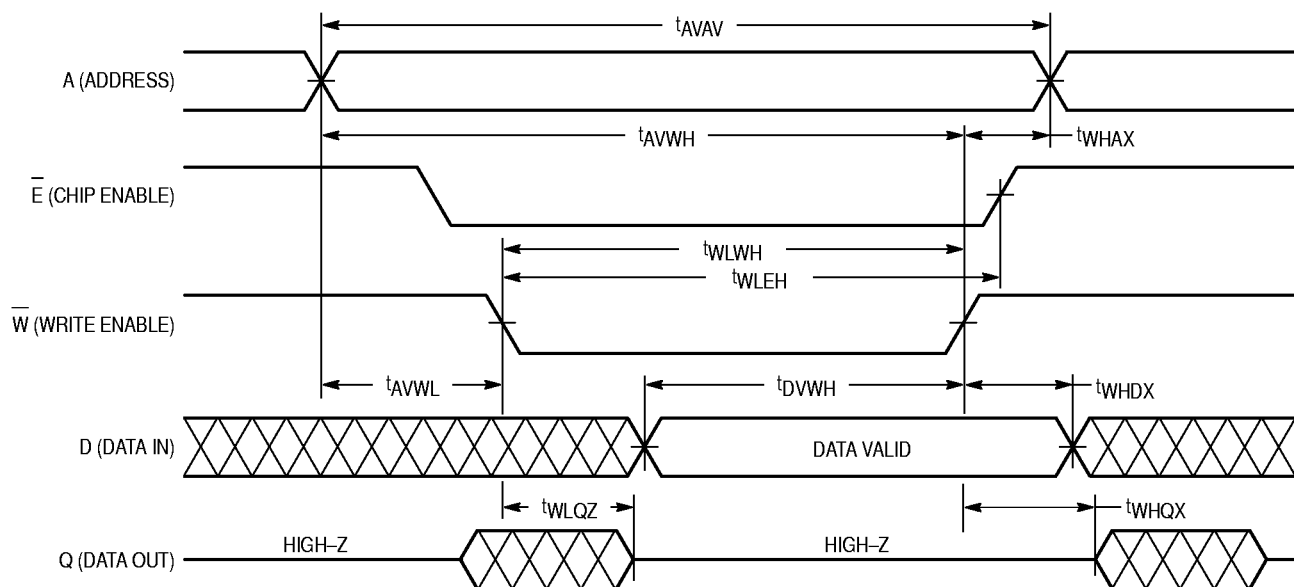 tAVAV
A (ADDRESS)
tAVWH
tWHAX
E̅ (CHIP ENABLE)
tWLWH
tWLEH
W̅ (WRITE ENABLE)
tAVWL
tDVWH
tWHDX
D (DATA IN)
DATA VALID
tWLQZ
tWHQX
Q (DATA OUT)
HIGH–Z
HIGH–Z